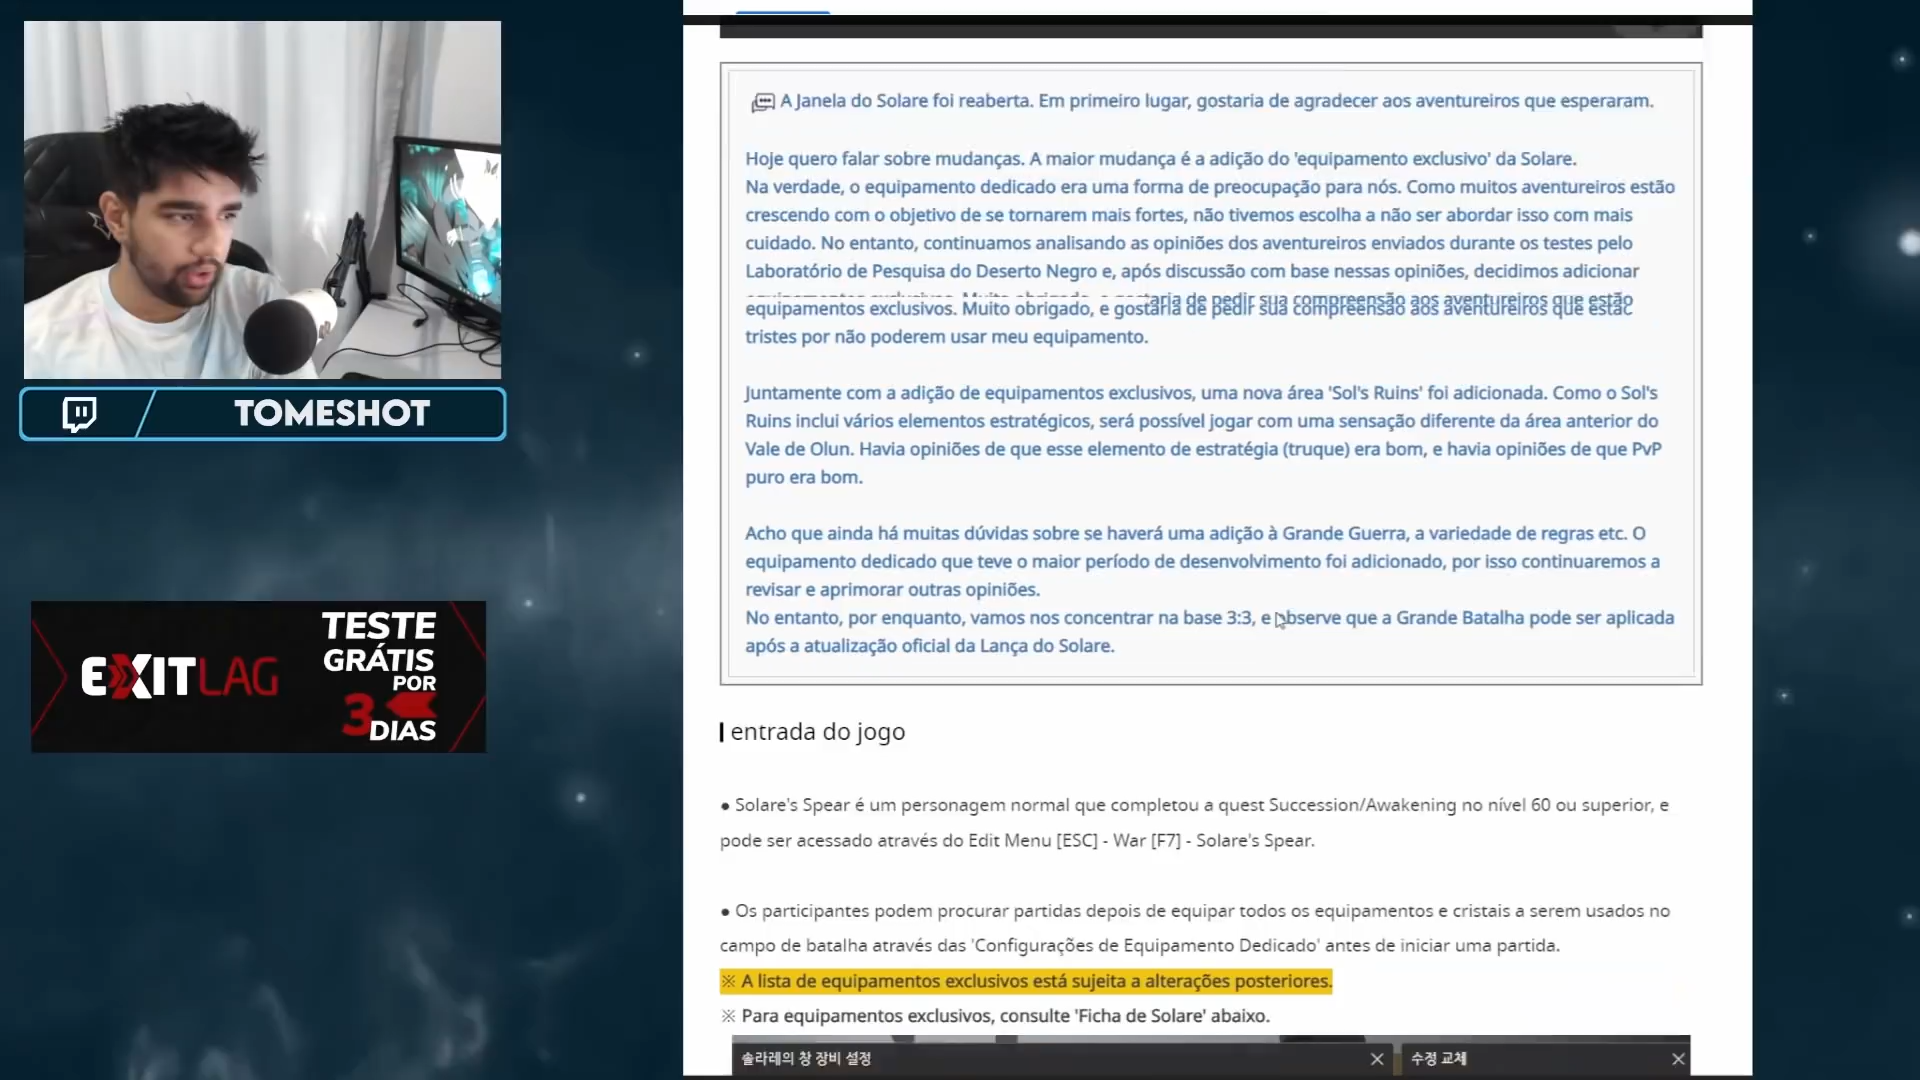 TOMESHOT
EXITLAG
TESTE
GRÁTIS
POR
3 DIAS
A Janela do Solare foi reaberta. Em primeiro lugar, gostaria de agradecer aos aventureiros que esperaram.
Hoje quero falar sobre mudanças. A maior mudança é a adição do 'equipamento exclusivo' da Solare.
Na verdade, o equipamento dedicado era uma forma de preocupação para nós. Como muitos aventureiros estão
crescendo com o objetivo de se tornarem mais fortes, não tivemos escolha a não ser abordar isso com mais
cuidado. No entanto, continuamos analisando as opiniões dos aventureiros enviados durante os testes pelo
Laboratório de Pesquisa do Deserto Negro e, após discussão com base nessas opiniões, decidimos adicionar
equipamentos exclusivos. Muito obrigado, e gostaria de pedir sua compreensão aos aventureiros que estão
tristes por não poderem usar meu equipamento.
Juntamente com a adição de equipamentos exclusivos, uma nova área 'Sol's Ruins' foi adicionada. Como o Sol's
Ruins inclui vários elementos estratégicos, será possível jogar com uma sensação diferente da área anterior do
Vale de Olun. Havia opiniões de que esse elemento de estratégia (truque) era bom, e havia opiniões de que PvP
puro era bom.
Acho que ainda há muitas dúvidas sobre se haverá uma adição à Grande Guerra, a variedade de regras etc. O
equipamento dedicado que teve o maior período de desenvolvimento foi adicionado, por isso continuaremos a
revisar e aprimorar outras opiniões.
No entanto, por enquanto, vamos nos concentrar na base 3:3, e observe que a Grande Batalha pode ser aplicada
após a atualização oficial da Lança do Solare.
entrada do jogo
● Solare's Spear é um personagem normal que completou a quest Succession/Awakening no nível 60 ou superior, e
pode ser acessado através do Edit Menu [ESC] - War [F7] - Solare's Spear.
● Os participantes podem procurar partidas depois de equipar todos os equipamentos e cristais a serem usados no
campo de batalha através das 'Configurações de Equipamento Dedicado' antes de iniciar uma partida.
※ A lista de equipamentos exclusivos está sujeita a alterações posteriores.
※ Para equipamentos exclusivos, consulte 'Ficha de Solare' abaixo.
솔라레의 창 장비 설정
수정 교체